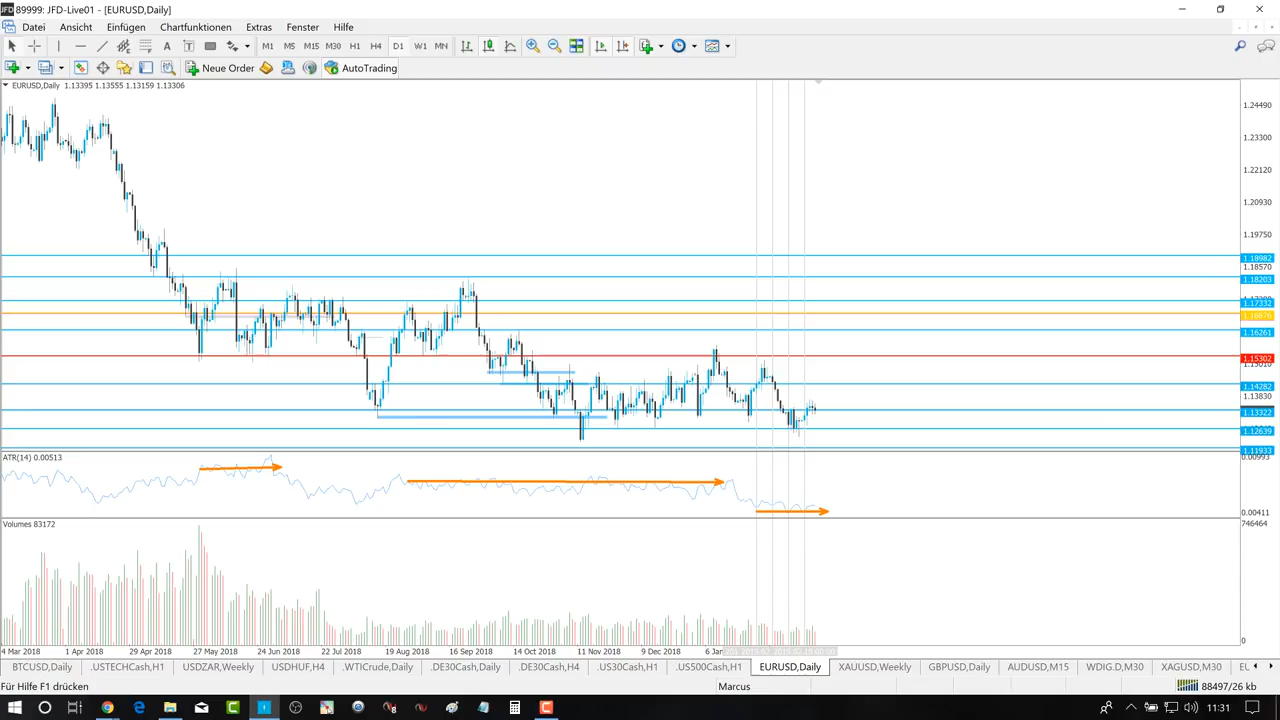 89999: JFD-Live01 - [EURUSD,Daily]
Datei Ansicht Einfügen Chartfunktionen Extras Fenster Hilfe
M1 M5 M15 M30 H1 H4 D1 W1 MN
Neue Order AutoTrading
EURUSD,Daily 1.13395 1.13555 1.13159 1.13306
1.24490
1.23300
1.22120
1.20930
1.19750
1.18982
1.18570
1.18203
1.17332
1.16876
1.16261
1.15302
1.14282
1.13830
1.13322
1.12639
1.11933
ATR(14) 0.00513
0.00993
0.00411
Volumes 83172
746464
0
4 Mar 2018 1 Apr 2018 29 Apr 2018 27 May 2018 24 Jun 2018 22 Jul 2018 19 Aug 2018 16 Sep 2018 14 Oct 2018 11 Nov 2018 9 Dec 2018 6 Jan
BTCUSD,Daily .USTECHCash,H1 USDZAR,Weekly USDHUF,H4 .WTICrude,Daily .DE30Cash,Daily .DE30Cash,H4 .US30Cash,H1 .US500Cash,H1 EURUSD,Daily XAUUSD,Weekly GBPUSD,Daily AUDUSD,M15 WDIG.D,M30 XAGUSD,M30 EU
Für Hilfe F1 drücken Marcus 88497/26 kb
11:31